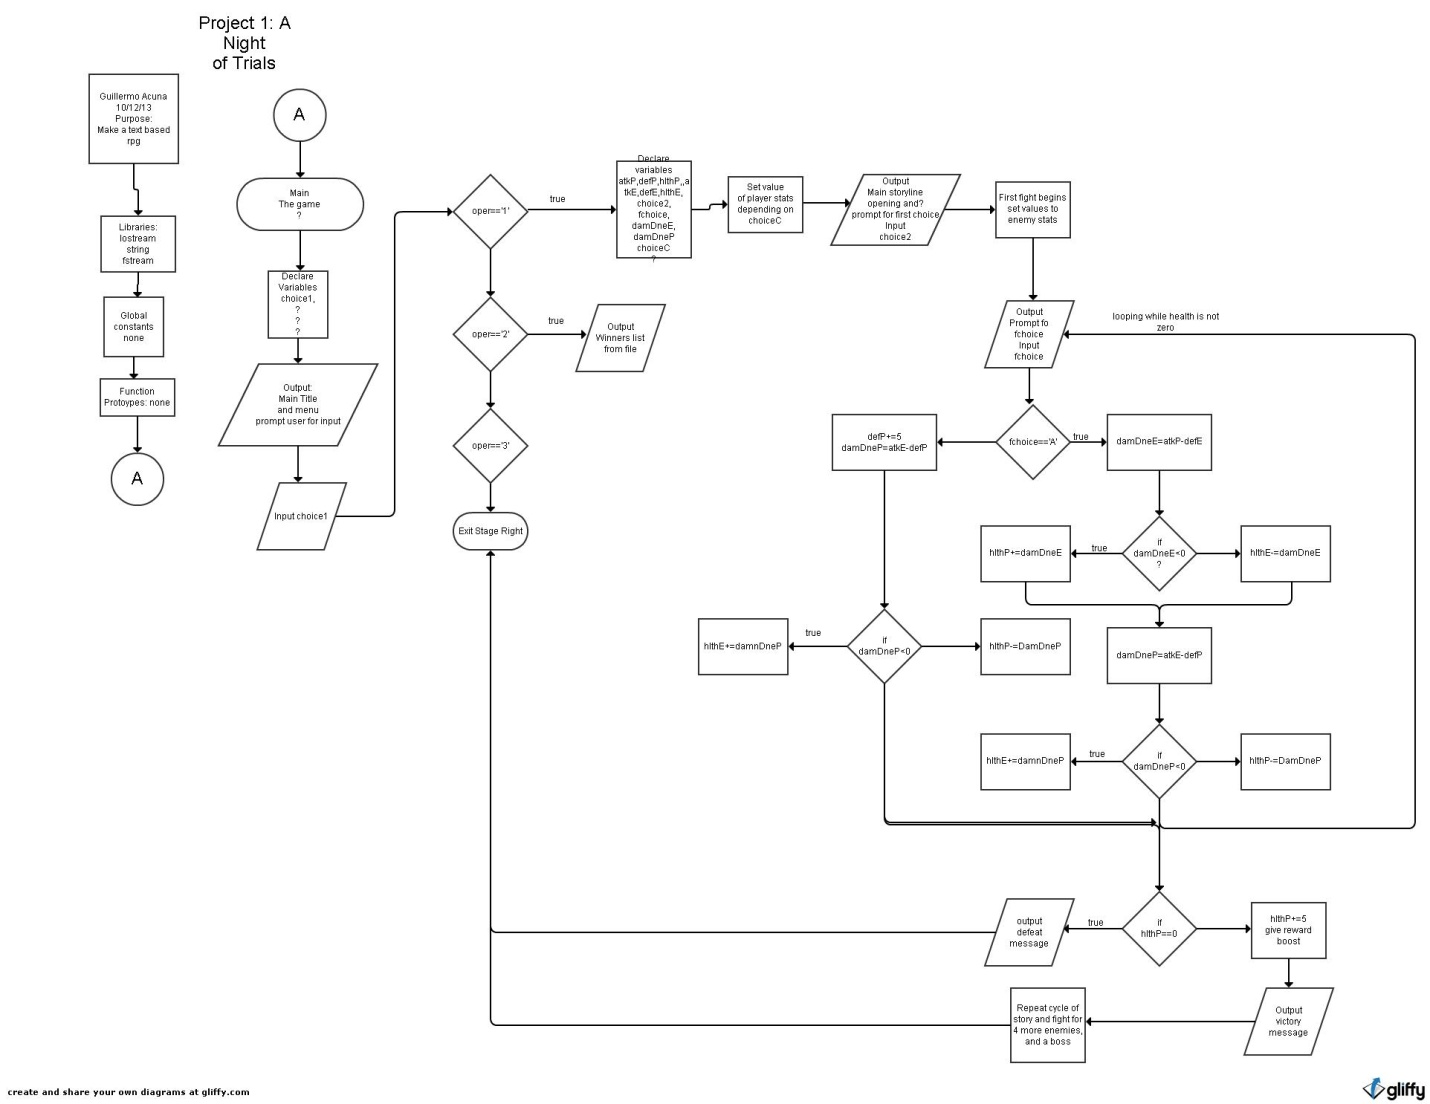 Project 1: A
Night
of Trials
Guillermo Acuna
10/12/13
Purpose:
Make a text based
rpg
Libraries:
Iostream
string
fstream
Global
constants
none
Function
Protoypes: none
A
A
Main
The game
?
Declare
Variables
choice1,
?
?
?
Output:
Main Title
and menu
prompt user for input
Input choice1
oper=='1'
true
oper=='2'
true
oper=='3'
Exit Stage Right
Output
Winners list
from file
Declare
variables
atkP,defP,hlthP,,a
tkE,defE,hlthE,
choice2,
fchoice,
damDneE,
damDneP
choiceC
?
Set value
of player stats
depending on
choiceC
Output
Main storyline
opening and?
prompt for first choice
Input
choice2
First fight begins
set values to
enemy stats
Output
Prompt fo
fchoice
Input
fchoice
looping while health is not
zero
fchoice=='A'
true
defP+=5
damDneP=atkE-defP
damDneE=atkP-defE
if
damDneE<0
?
true
hlthP+=damDneE
hlthE-=damDneE
if
damDneP<0
true
hlthE+=damnDneP
hlthP-=DamDneP
damDneP=atkE-defP
if
damDneP<0
true
hlthE+=damnDneP
hlthP-=DamDneP
if
hlthP==0
true
output
defeat
message
hlthP+=5
give reward
boost
Output
victory
message
Repeat cycle of
story and fight for
4 more enemies,
and a boss
create and share your own diagrams at gliffy.com
gliffy